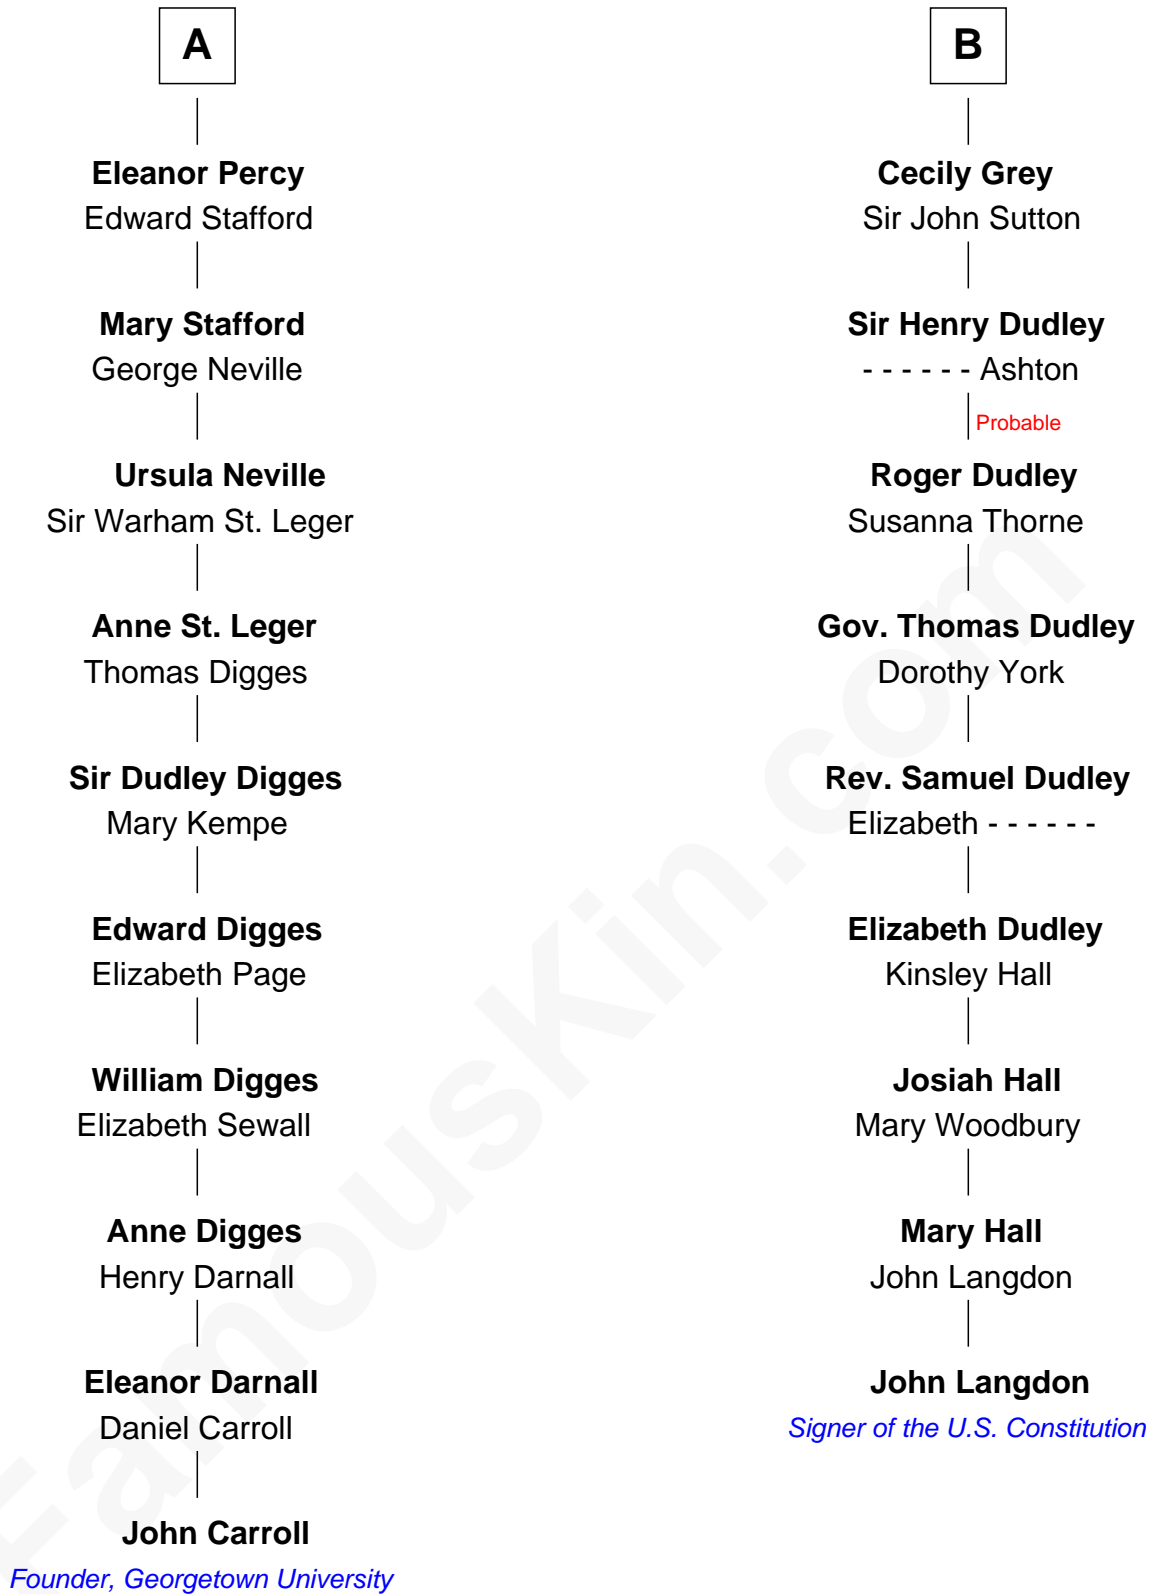 A
Eleanor Percy
Edward Stafford
Mary Stafford
George Neville
Ursula Neville
Sir Warham St. Leger
Anne St. Leger
Thomas Digges
Sir Dudley Digges
Mary Kempe
Edward Digges
Elizabeth Page
William Digges
Elizabeth Sewall
Anne Digges
Henry Darnall
Eleanor Darnall
Daniel Carroll
John Carroll
Founder, Georgetown University
B
Cecily Grey
Sir John Sutton
Sir Henry Dudley
- - - - - - Ashton
Probable
Roger Dudley
Susanna Thorne
Gov. Thomas Dudley
Dorothy York
Rev. Samuel Dudley
Elizabeth - - - - - -
Elizabeth Dudley
Kinsley Hall
Josiah Hall
Mary Woodbury
Mary Hall
John Langdon
John Langdon
Signer of the U.S. Constitution
FamousKin.com